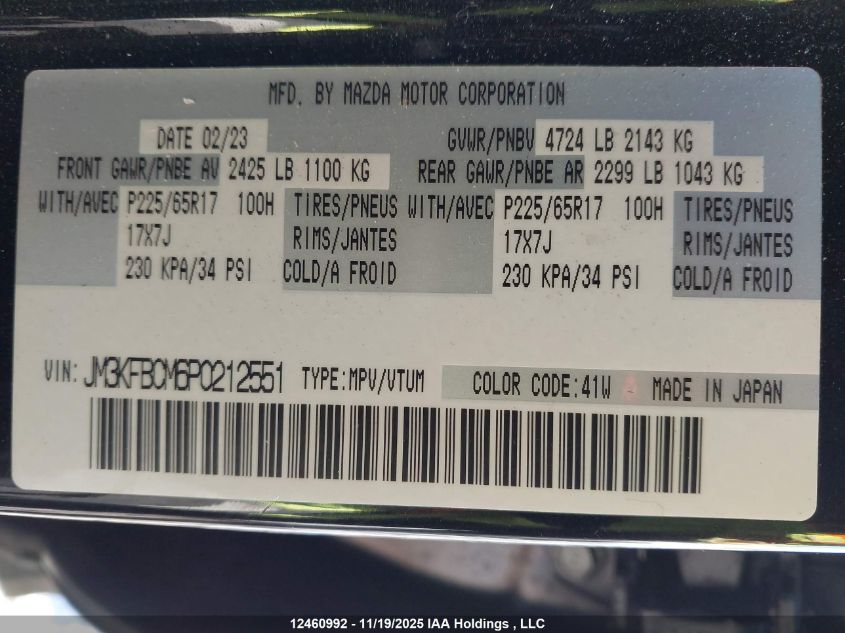 MFD. BY MAZDA MOTOR CORPORATION
DATE 02/23 GVWR/PNBV 4724 LB 2143 KG
FRONT GAWR/PNBE AV 2425 LB 1100 KG REAR GAWR/PNBE AR 2299 LB 1043 KG
WITH/AVEC P225/65R17 100H TIRES/PNEUS WITH/AVEC P225/65R17 100H TIRES/PNEUS
17X7J RIMS/JANTES 17X7J RIMS/JANTES
230 KPA/34 PSI COLD/A FROID 230 KPA/34 PSI COLD/A FROID
VIN: JM3KFBCM6P0212551 TYPE:MPV/VTUM COLOR CODE:41W MADE IN JAPAN
12460992 - 11/19/2025 IAA Holdings , LLC